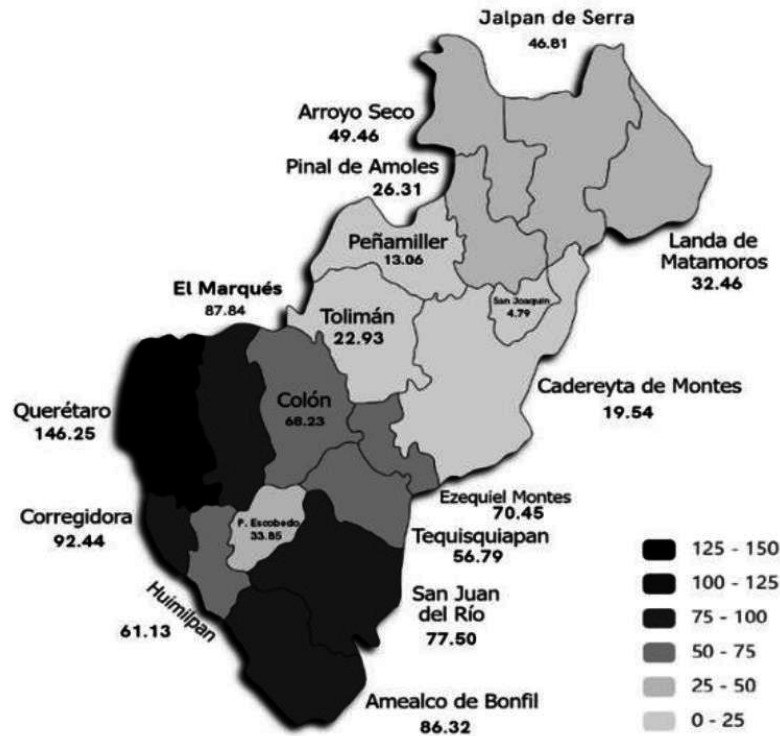 Jalpan de Serra
46.81
Arroyo Seco
49.46
Pinal de Amoles
26.31
Peñamiller
13.06
Landa de
Matamoros
32.46
El Marqués
87.84
San Joaquin
4.79
Tolimán
22.93
Cadereyta de Montes
19.54
Querétaro
146.25
Colón
68.23
Ezequiel Montes
70.45
Corregidora
92.44
P. Escobedo
33.85
Tequisquiapan
56.79
Huimilpan
61.13
San Juan
del Río
77.50
Amealco de Bonfil
86.32
125 - 150
100 - 125
75 - 100
50 - 75
25 - 50
0 - 25